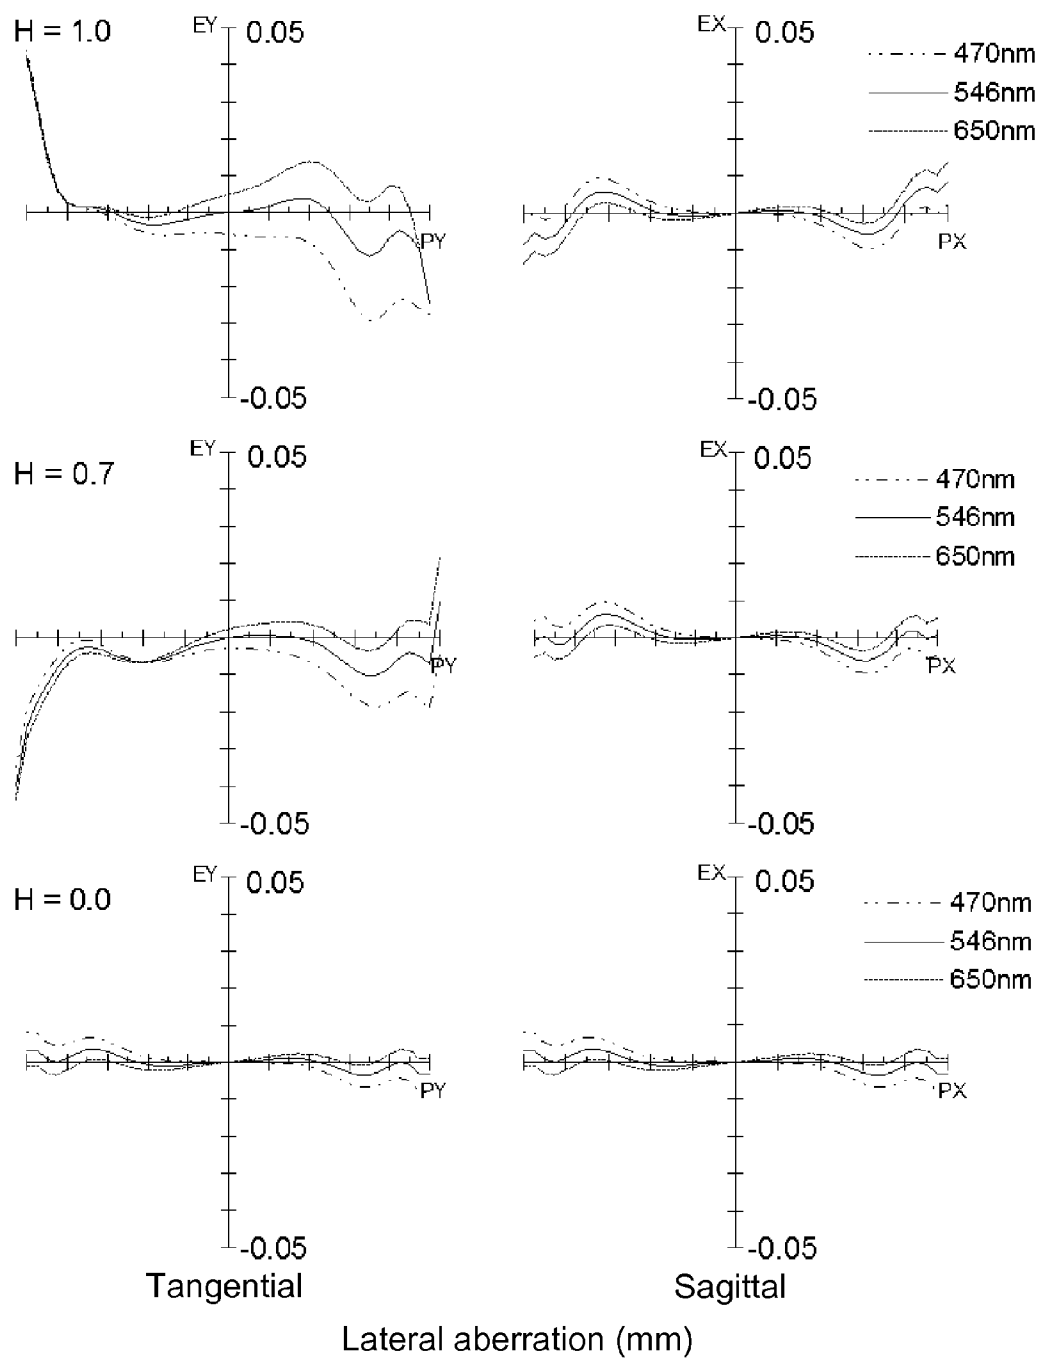 H = 1.0
EY
0.05
PY
-0.05
EX
0.05
PX
-0.05
470nm
546nm
650nm
H = 0.7
EY
0.05
PY
-0.05
EX
0.05
PX
-0.05
470nm
546nm
650nm
H = 0.0
EY
0.05
PY
-0.05
EX
0.05
PX
-0.05
470nm
546nm
650nm
Tangential
Sagittal
Lateral aberration (mm)